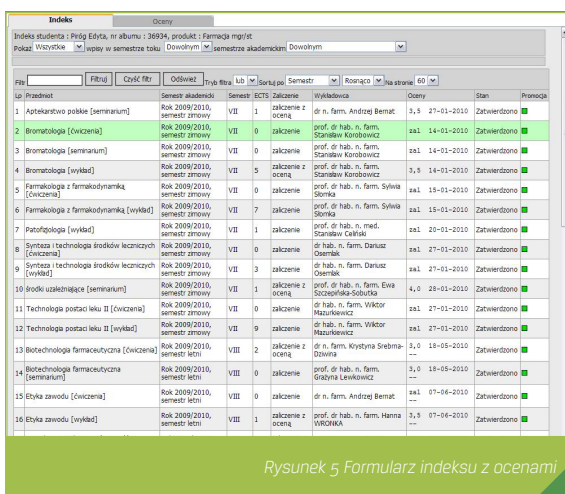 Indeks Oceny
Indeks studenta : Piróg Edyta, nr albumu : 36934, produkt : Farmacja mgr/st
Pokaż Wszystkie wpisy w semestrze toku Dowolnym w semestrze akademickim Dowolnym
Filtr Filtruj Czyść filtr Odśwież Tryb filtra lub Sortuj po Semestr Rosnąco Na stronie 60
Lp Przedmiot Semestr akademicki Semestr ECTS Zaliczenie Wykładowca Oceny Stan Promocja
1 Aptekarstwo polskie [seminarium] Rok 2009/2010, semestr zimowy VII 1 zaliczenie z oceną dr n. farm. Andrzej Bernat 3,5 27-01-2010 Zatwierdzono
2 Bromatologia [ćwiczenia] Rok 2009/2010, semestr zimowy VII 0 zaliczenie prof. dr hab. n. farm. Stanisław Korobowicz zal 14-01-2010 Zatwierdzono
3 Bromatologia [seminarium] Rok 2009/2010, semestr zimowy VII 0 zaliczenie prof. dr hab. n. farm. Stanisław Korobowicz zal 14-01-2010 Zatwierdzono
4 Bromatologia [wykład] Rok 2009/2010, semestr zimowy VII 5 zaliczenie z oceną prof. dr hab. n. farm. Stanisław Korobowicz 3,5 14-01-2010 Zatwierdzono
5 Farmakologia z farmakodynamiką [ćwiczenia] Rok 2009/2010, semestr zimowy VII 0 zaliczenie prof. dr hab. n. farm. Sylwia Słomka zal 15-01-2010 Zatwierdzono
6 Farmakologia z farmakodynamiką [wykład] Rok 2009/2010, semestr zimowy VII 7 zaliczenie prof. dr hab. n. farm. Sylwia Słomka zal 15-01-2010 Zatwierdzono
7 Patofizjologia [wykład] Rok 2009/2010, semestr zimowy VII 1 zaliczenie prof. dr hab. n. med. Stanisław Celiński zal 20-01-2010 Zatwierdzono
8 Synteza i technologia środków leczniczych [ćwiczenia] Rok 2009/2010, semestr zimowy VII 0 zaliczenie dr hab. n. farm. Dariusz Osemlak zal 27-01-2010 Zatwierdzono
9 Synteza i technologia środków leczniczych [wykład] Rok 2009/2010, semestr zimowy VII 3 zaliczenie dr hab. n. farm. Dariusz Osemlak zal 27-01-2010 Zatwierdzono
10 środki uzależniające [seminarium] Rok 2009/2010, semestr zimowy VII 1 zaliczenie z oceną prof. dr hab. n. farm. Ewa Szczepińska-Sobutka 4,0 28-01-2010 Zatwierdzono
11 Technologia postaci leku II [ćwiczenia] Rok 2009/2010, semestr zimowy VII 0 zaliczenie dr hab. n. farm. Wiktor Mazurkiewicz zal 27-01-2010 Zatwierdzono
12 Technologia postaci leku II [wykład] Rok 2009/2010, semestr zimowy VII 9 zaliczenie dr hab. n. farm. Wiktor Mazurkiewicz zal 27-01-2010 Zatwierdzono
13 Biotechnologia farmaceutyczna [ćwiczenia] Rok 2009/2010, semestr letni VIII 2 zaliczenie dr n. farm. Krystyna Srebrna-Dziwina 3,0 18-05-2010 -- Zatwierdzono
14 Biotechnologia farmaceutyczna [seminarium] Rok 2009/2010, semestr letni VIII 0 zaliczenie prof. dr hab. n. farm. Grażyna Lewkowicz 3,0 18-05-2010 -- Zatwierdzono
15 Etyka zawodu [ćwiczenia] Rok 2009/2010, semestr letni VIII 0 zaliczenie dr n. farm. Andrzej Bernat zal 07-06-2010 -- Zatwierdzono
16 Etyka zawodu [wykład] Rok 2009/2010, semestr letni VIII 1 zaliczenie z oceną prof. dr hab. n. farm. Hanna WRONKA 3,5 07-06-2010 -- Zatwierdzono
Rysunek 5 Formularz indeksu z ocenami